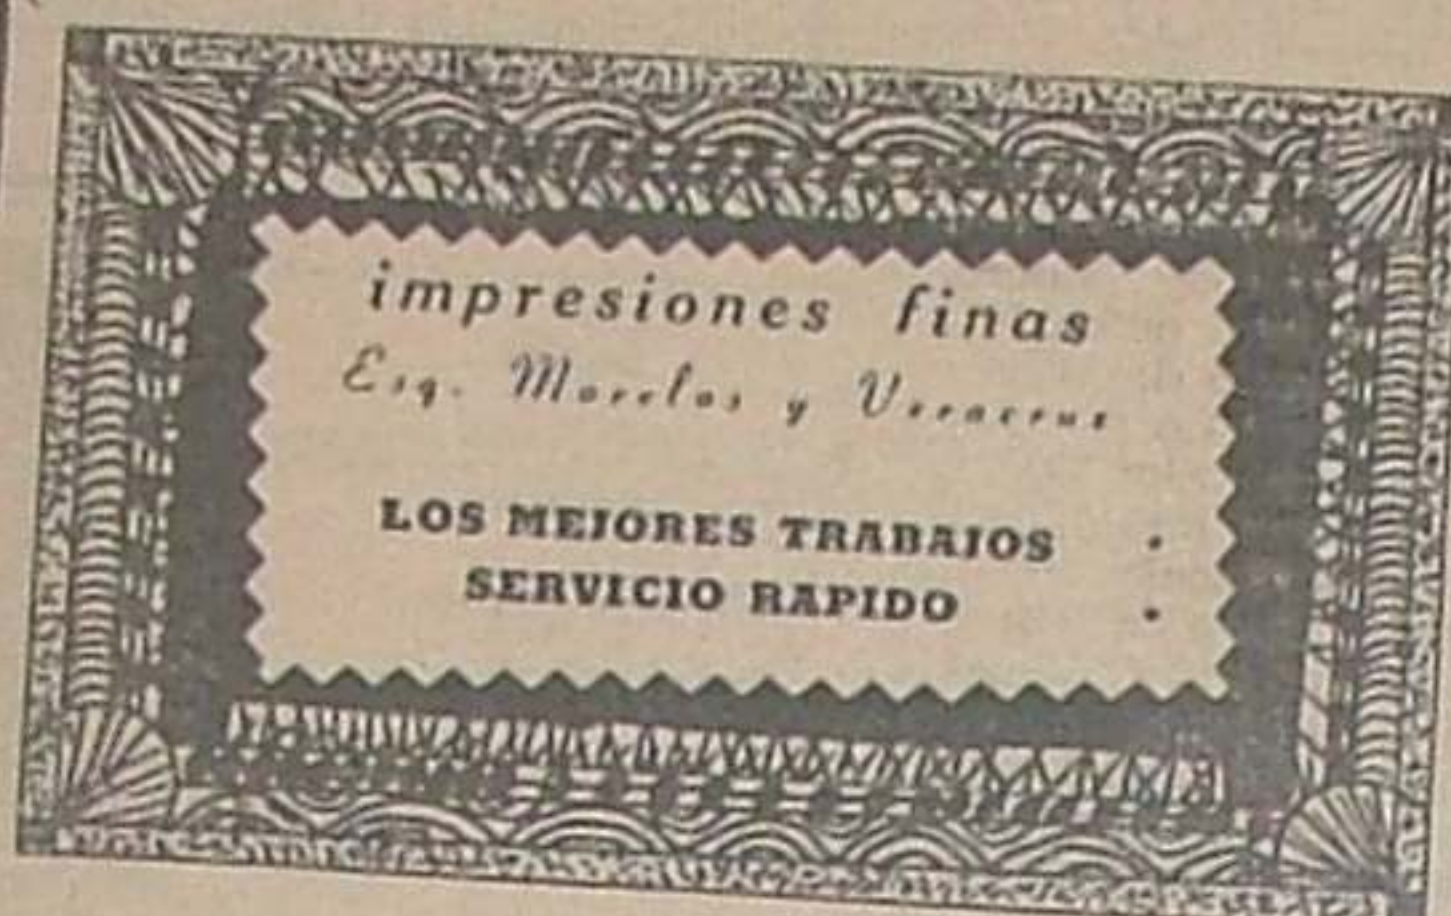 impresiones finas
Esq. Morelos y Veracruz
LOS MEJORES TRABAJOS
SERVICIO RAPIDO